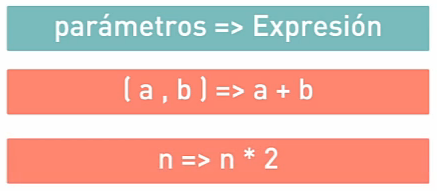 parámetros => Expresión
( a , b ) => a + b
n => n * 2